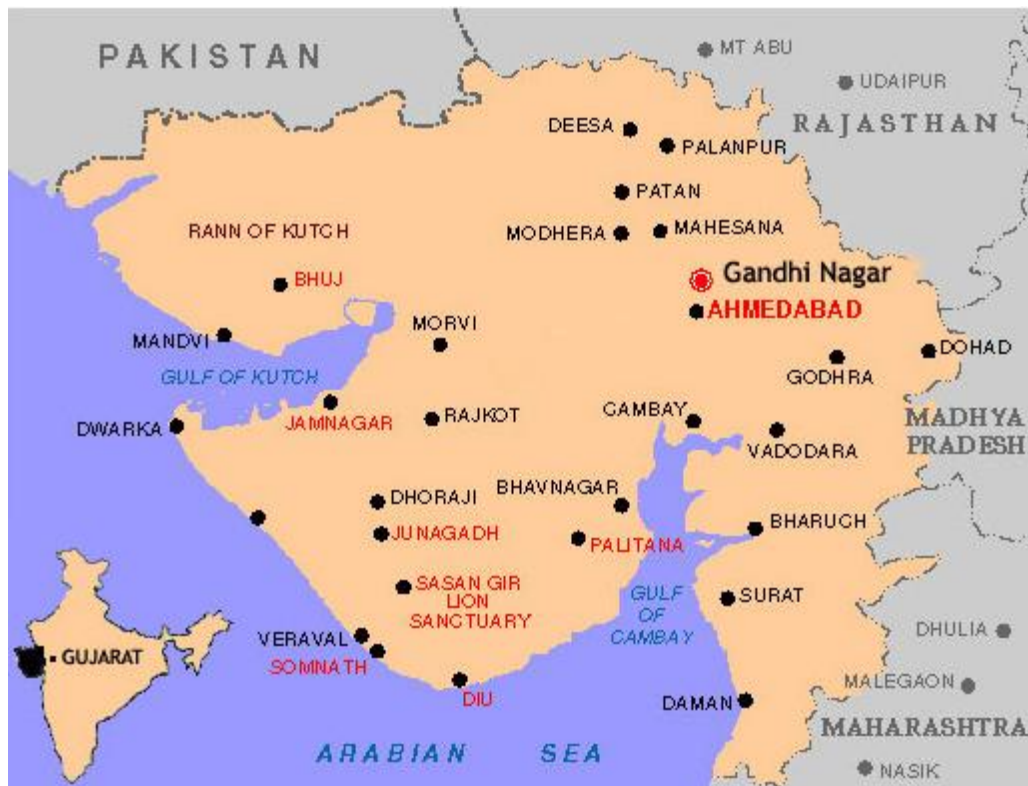 PAKISTAN
MT ABU
UDAIPUR
RAJASTHAN
DEESA
PALANPUR
PATAN
MAHESANA
MODHERA
RANN OF KUTCH
BHUJ
Gandhi Nagar
AHMEDABAD
MANDVI
MORVI
DOHAD
GULF OF KUTCH
GODHRA
DWARKA
JAMNAGAR
RAJKOT
CAMBAY
MADHYA
PRADESH
VADODARA
DHORAJI
BHAVNAGAR
JUNAGADH
PALITANA
BHARUCH
SASAN GIR
LION
SANCTUARY
GULF
OF
CAMBAY
SURAT
VERAVAL
SOMNATH
DIU
DHULIA
GUJARAT
MALEGAON
DAMAN
MAHARASHTRA
ARABIAN SEA
NASIK